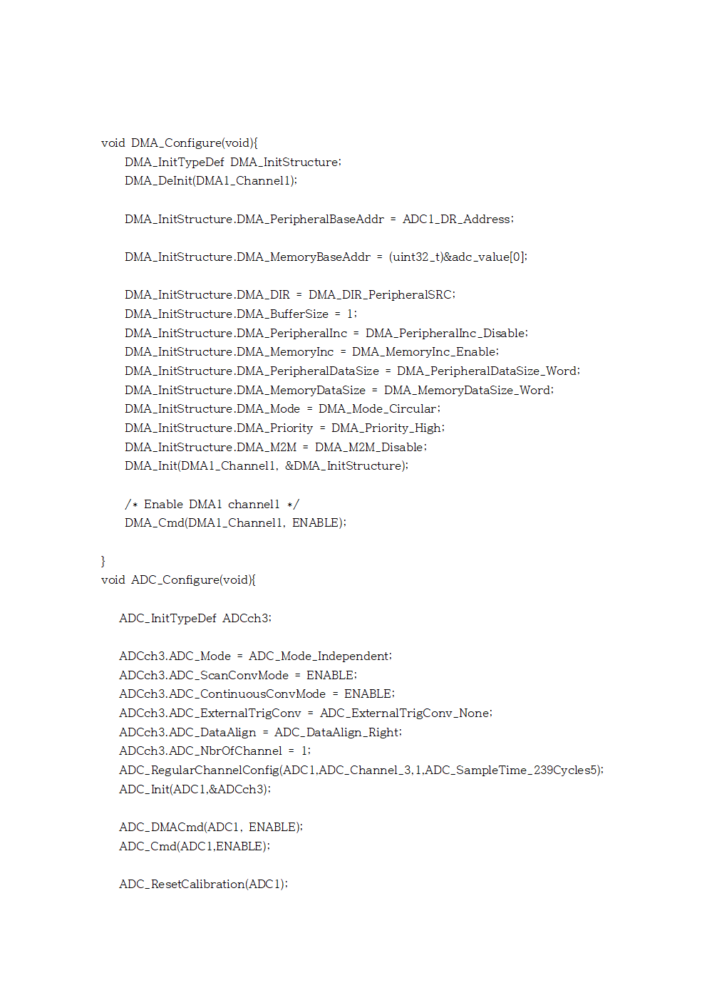 void DMA_Configure(void){
DMA_InitTypeDef DMA_InitStructure;
DMA_DeInit(DMA1_Channel1);
DMA_InitStructure.DMA_PeripheralBaseAddr = ADC1_DR_Address;
DMA_InitStructure.DMA_MemoryBaseAddr = (uint32_t)&adc_value[0];
DMA_InitStructure.DMA_DIR = DMA_DIR_PeripheralSRC;
DMA_InitStructure.DMA_BufferSize = 1;
DMA_InitStructure.DMA_PeripheralInc = DMA_PeripheralInc_Disable;
DMA_InitStructure.DMA_MemoryInc = DMA_MemoryInc_Enable;
DMA_InitStructure.DMA_PeripheralDataSize = DMA_PeripheralDataSize_Word;
DMA_InitStructure.DMA_MemoryDataSize = DMA_MemoryDataSize_Word;
DMA_InitStructure.DMA_Mode = DMA_Mode_Circular;
DMA_InitStructure.DMA_Priority = DMA_Priority_High;
DMA_InitStructure.DMA_M2M = DMA_M2M_Disable;
DMA_Init(DMA1_Channel1, &DMA_InitStructure);
/* Enable DMA1 channel1 */
DMA_Cmd(DMA1_Channel1, ENABLE);
}
void ADC_Configure(void){
ADC_InitTypeDef ADCch3;
ADCch3.ADC_Mode = ADC_Mode_Independent;
ADCch3.ADC_ScanConvMode = ENABLE;
ADCch3.ADC_ContinuousConvMode = ENABLE;
ADCch3.ADC_ExternalTrigConv = ADC_ExternalTrigConv_None;
ADCch3.ADC_DataAlign = ADC_DataAlign_Right;
ADCch3.ADC_NbrOfChannel = 1;
ADC_RegularChannelConfig(ADC1,ADC_Channel_3,1,ADC_SampleTime_239Cycles5);
ADC_Init(ADC1,&ADCch3);
ADC_DMACmd(ADC1, ENABLE);
ADC_Cmd(ADC1,ENABLE);
ADC_ResetCalibration(ADC1);